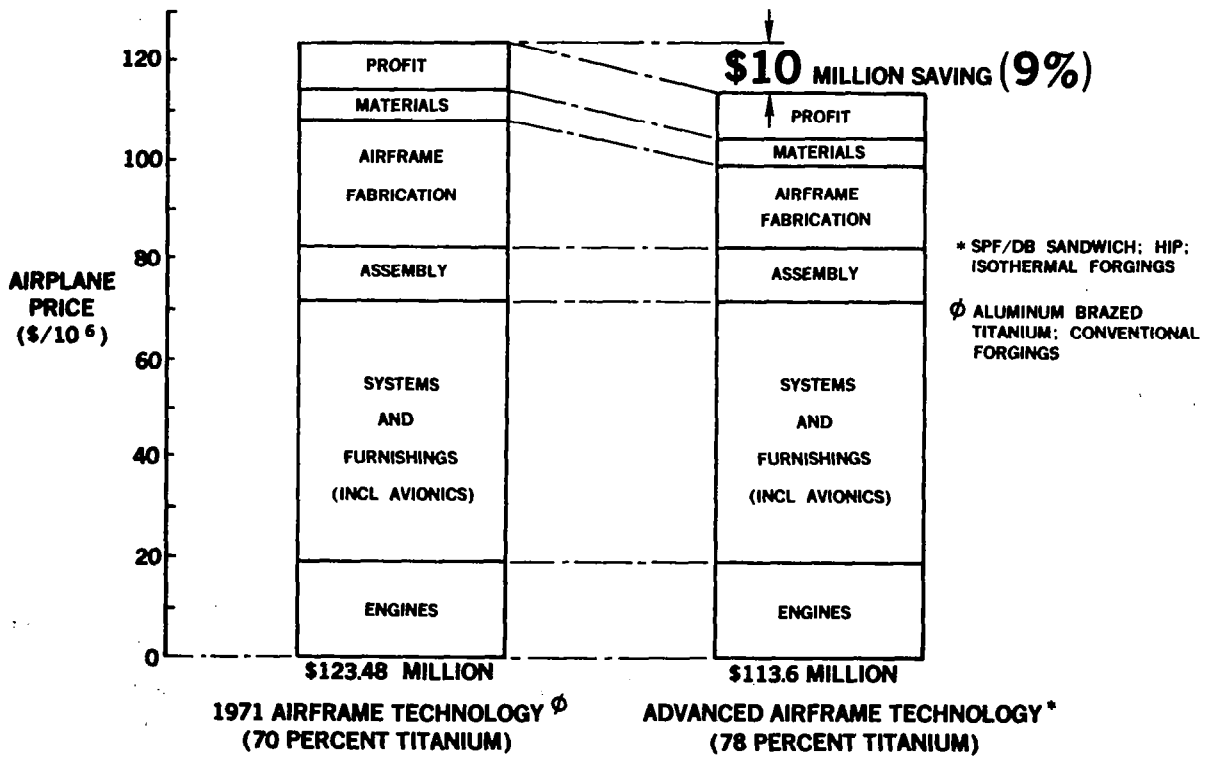 120
100
80
60
40
20
0
AIRPLANE
PRICE
($/10 6)
PROFIT
MATERIALS
AIRFRAME
FABRICATION
ASSEMBLY
SYSTEMS
AND
FURNISHINGS
(INCL AVIONICS)
ENGINES
$123.48 MILLION
1971 AIRFRAME TECHNOLOGY ∅
(70 PERCENT TITANIUM)
$10 MILLION SAVING (9%)
PROFIT
MATERIALS
AIRFRAME
FABRICATION
ASSEMBLY
SYSTEMS
AND
FURNISHINGS
(INCL AVIONICS)
ENGINES
$113.6 MILLION
ADVANCED AIRFRAME TECHNOLOGY *
(78 PERCENT TITANIUM)
* SPF/DB SANDWICH; HIP;
ISOTHERMAL FORGINGS
∅ ALUMINUM BRAZED
TITANIUM; CONVENTIONAL
FORGINGS